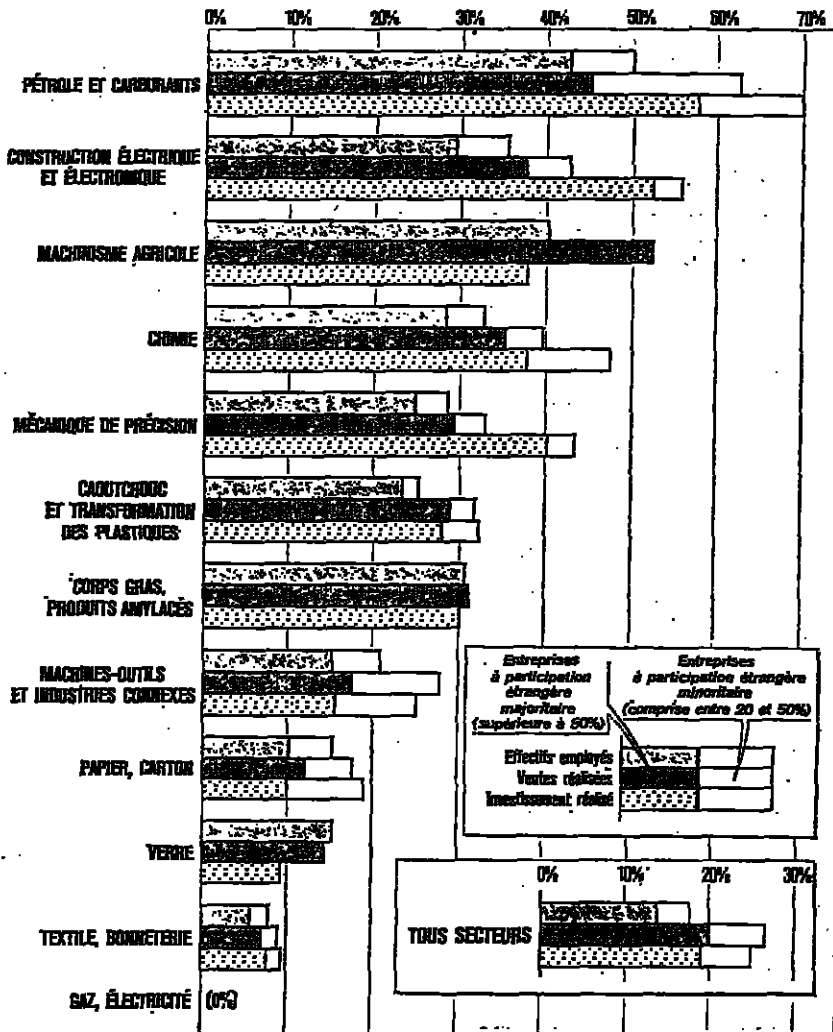 0% 10% 20% 30% 40% 50% 60% 70%
PÉTROLE ET CARBURANTS
CONSTRUCTION ÉLECTRIQUE
ET ÉLECTRONIQUE
MACHINISME AGRICOLE
CHIMIE
MÉCANIQUE DE PRÉCISION
CAOUTCHOUC
ET TRANSFORMATION
DES PLASTIQUES
CORPS GRAS,
PRODUITS AMYLACÉS
MACHINES-OUTILS
ET INDUSTRIES CONNEXES
PAPIER, CARTON
VERRE
TEXTILE, BONNETERIE
GAZ, ÉLECTRICITÉ (0%)
Entreprises
à participation
étrangère
majoritaire
(supérieure à 50%)
Entreprises
à participation étrangère
minoritaire
(comprise entre 20 et 50%)
Effectifs employés
Ventes réalisées
Investissement réalisé
0% 10% 20% 30%
TOUS SECTEURS